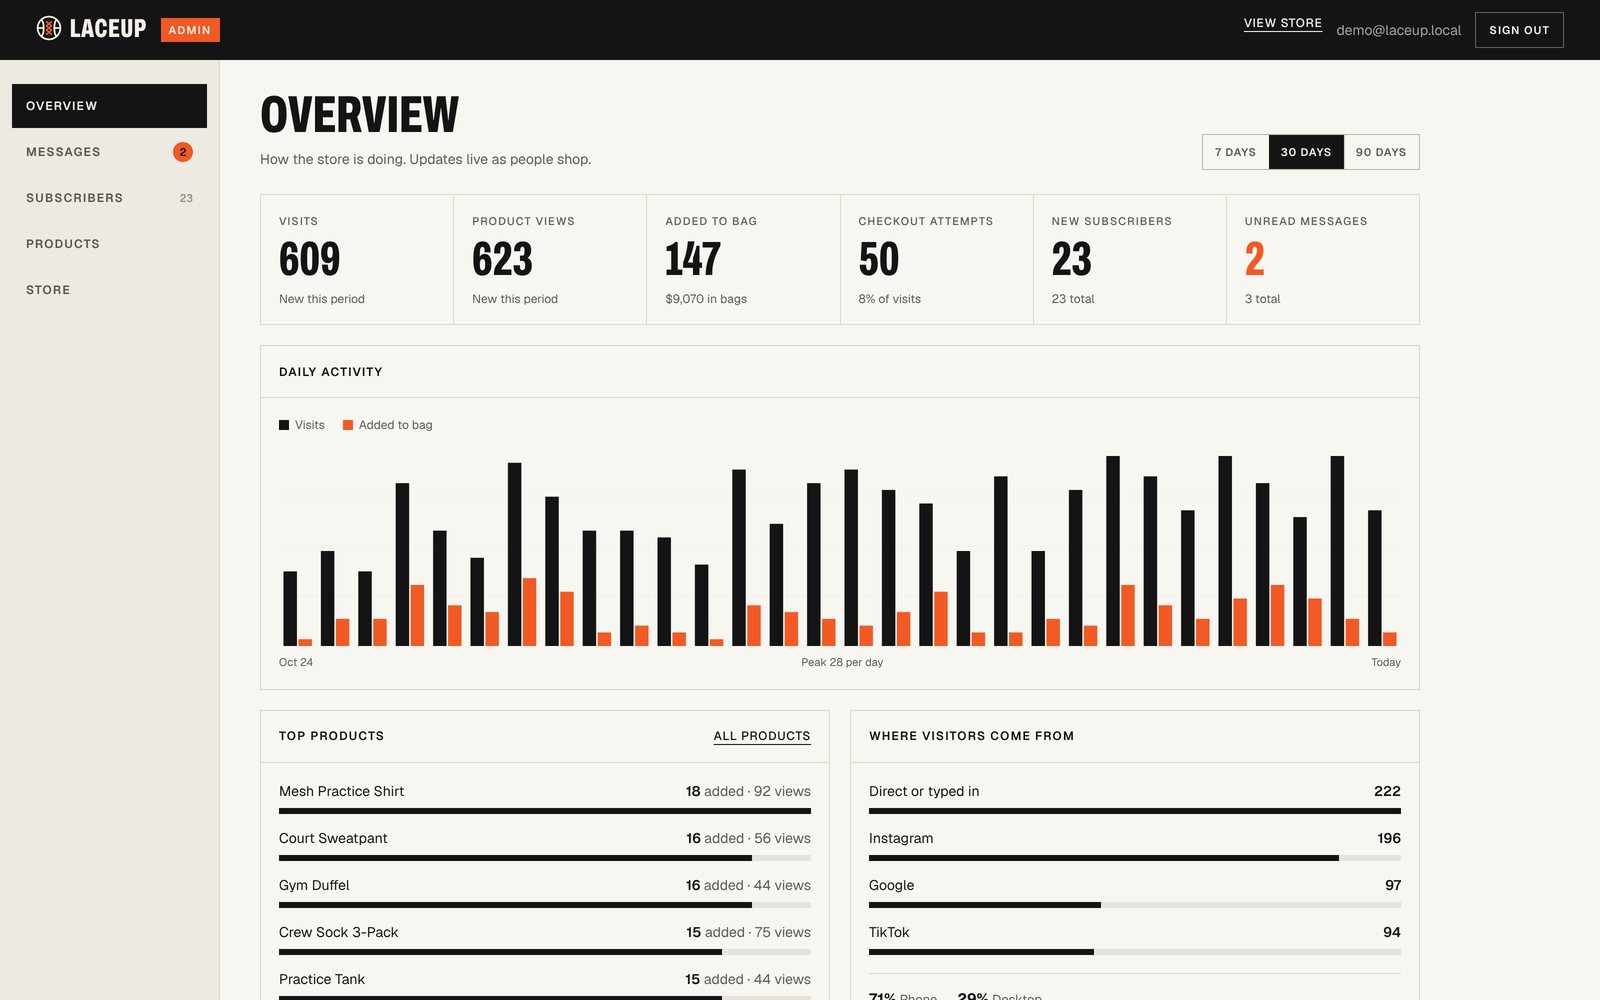 LACEUP ADMIN VIEW STORE demo@laceup.local SIGN OUT
OVERVIEW
MESSAGES 2
SUBSCRIBERS 23
PRODUCTS
STORE
OVERVIEW
How the store is doing. Updates live as people shop.
7 DAYS 30 DAYS 90 DAYS
VISITS
609
New this period
PRODUCT VIEWS
623
New this period
ADDED TO BAG
147
$9,070 in bags
CHECKOUT ATTEMPTS
50
8% of visits
NEW SUBSCRIBERS
23
23 total
UNREAD MESSAGES
2
3 total
DAILY ACTIVITY
Visits Added to bag
Oct 24 Peak 28 per day Today
TOP PRODUCTS ALL PRODUCTS
Mesh Practice Shirt 18 added · 92 views
Court Sweatpant 16 added · 56 views
Gym Duffel 16 added · 44 views
Crew Sock 3-Pack 15 added · 75 views
Practice Tank 15 added · 44 views
WHERE VISITORS COME FROM
Direct or typed in 222
Instagram 196
Google 97
TikTok 94
71% Phone 29% Desktop